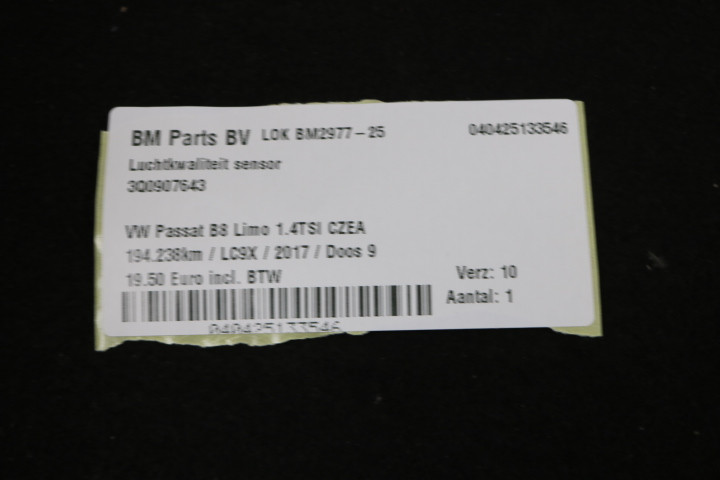 BM Parts BV LOK BM2977-25 040425133546
Luchtkwaliteit sensor
3Q0907643
VW Passat B8 Limo 1.4TSI CZEA
194.238km / LC9X / 2017 / Doos 9
19.50 Euro incl. BTW Verz: 10
Aantal: 1
040425133546